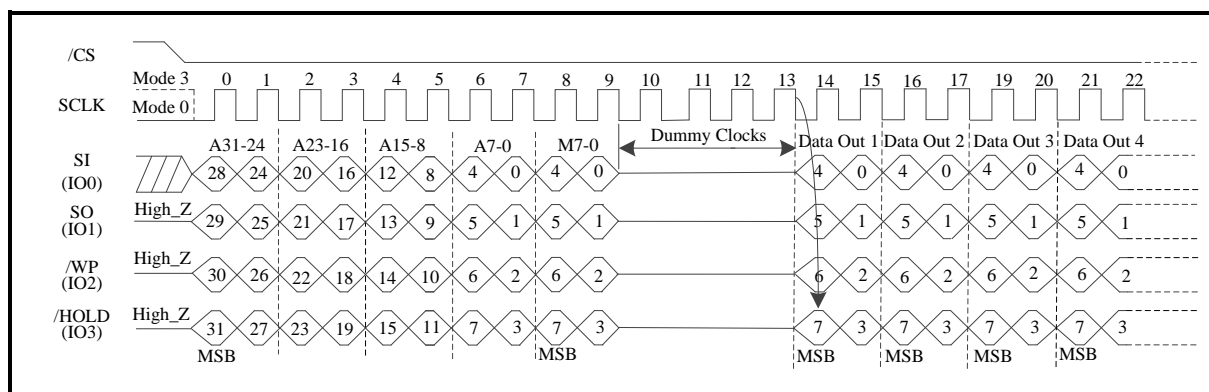 /CS
Mode 3 0 1 2 3 4 5 6 7 8 9 10 11 12 13 14 15 16 17 19 20 21 22
SCLK Mode 0
A31-24 A23-16 A15-8 A7-0 M7-0 Dummy Clocks Data Out 1 Data Out 2 Data Out 3 Data Out 4
SI
(IO0)
28 24 20 16 12 8 4 0 4 0 4 0 4 0 4 0 4 0
SO
(IO1)
High_Z 29 25 21 17 13 9 5 1 5 1 5 1 5 1 5 1 5 1
/WP
(IO2)
High_Z 30 26 22 18 14 10 6 2 6 2 6 2 6 2 6 2 6 2
/HOLD
(IO3)
High_Z 31 27 23 19 15 11 7 3 7 3 7 3 7 3 7 3 7 3
MSB MSB MSB MSB MSB MSB